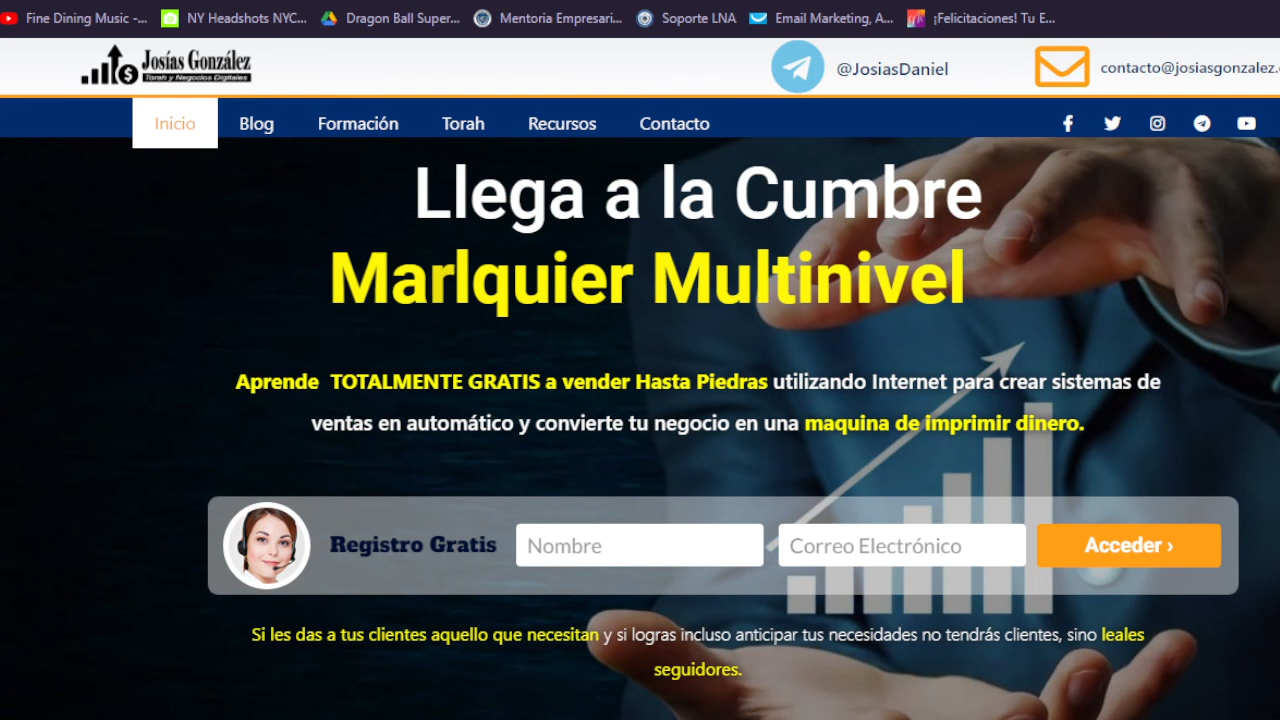 Fine Dining Music -...
NY Headshots NYC...
Dragon Ball Super...
Mentoria Empresari...
Soporte LNA
Email Marketing, A...
¡Felicitaciones! Tu E...
Josías González
Torah y Negocios Digitales
@JosiasDaniel
contacto@josiasgonzalez.
Inicio
Blog
Formación
Torah
Recursos
Contacto
Llega a la Cumbre
Marlquier Multinivel
Aprende TOTALMENTE GRATIS a vender Hasta Piedras utilizando Internet para crear sistemas de
ventas en automático y convierte tu negocio en una maquina de imprimir dinero.
Registro Gratis
Nombre
Correo Electrónico
Acceder ›
Si les das a tus clientes aquello que necesitan y si logras incluso anticipar tus necesidades no tendrás clientes, sino leales
seguidores.